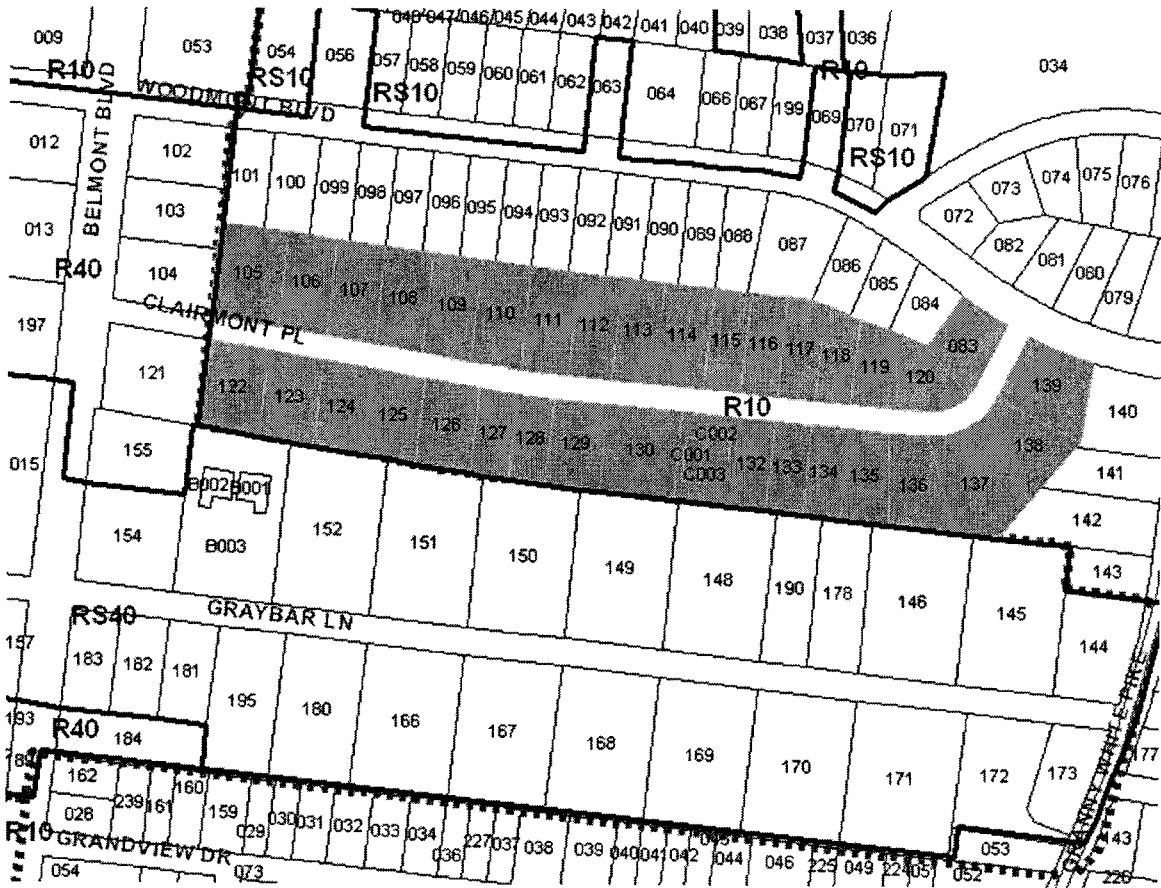 009
053
054
056
048 047 046 045 044 043 042 041 040 039 038 037 036
034
R10
RS10
057 058 059 060 061 062 063 064 066 067 199 069 070 071
RS10
R10
RS10
WOODMONT BLVD
BELMONT BLVD
012
102
101 100 099 098 097 096 095 094 093 092 091 090 089 088 087 086 085 084
072 073 074 075 076
082 081 080 079
013
103
104
R40
197
CLAIRMONT PL
105 106 107 108 109 110 111 112 113 114 115 116 117 118 119 120 083
139
140
R10
121
122 123 124 125 126 127 128 129 130 C002
C001
CD03
132 133 134 135 136 137 138
141
142
143
015
155
B002 B001
B003
154
152 151 150 149 148 190 178 146 145 144
GRAYBAR LN
RS40
157
183 182 181 195 180 166 167 168 169 170 171 172 173
177
GRANNY WHITE PIKE
193
R40
184
162
028
239 161 160 159 029 030 031 032 033 034 036 227 037 038 039 040 041 042 044 046 225 049 224 051 052
053
43
226
R10
GRANDVIEW DR
054
073